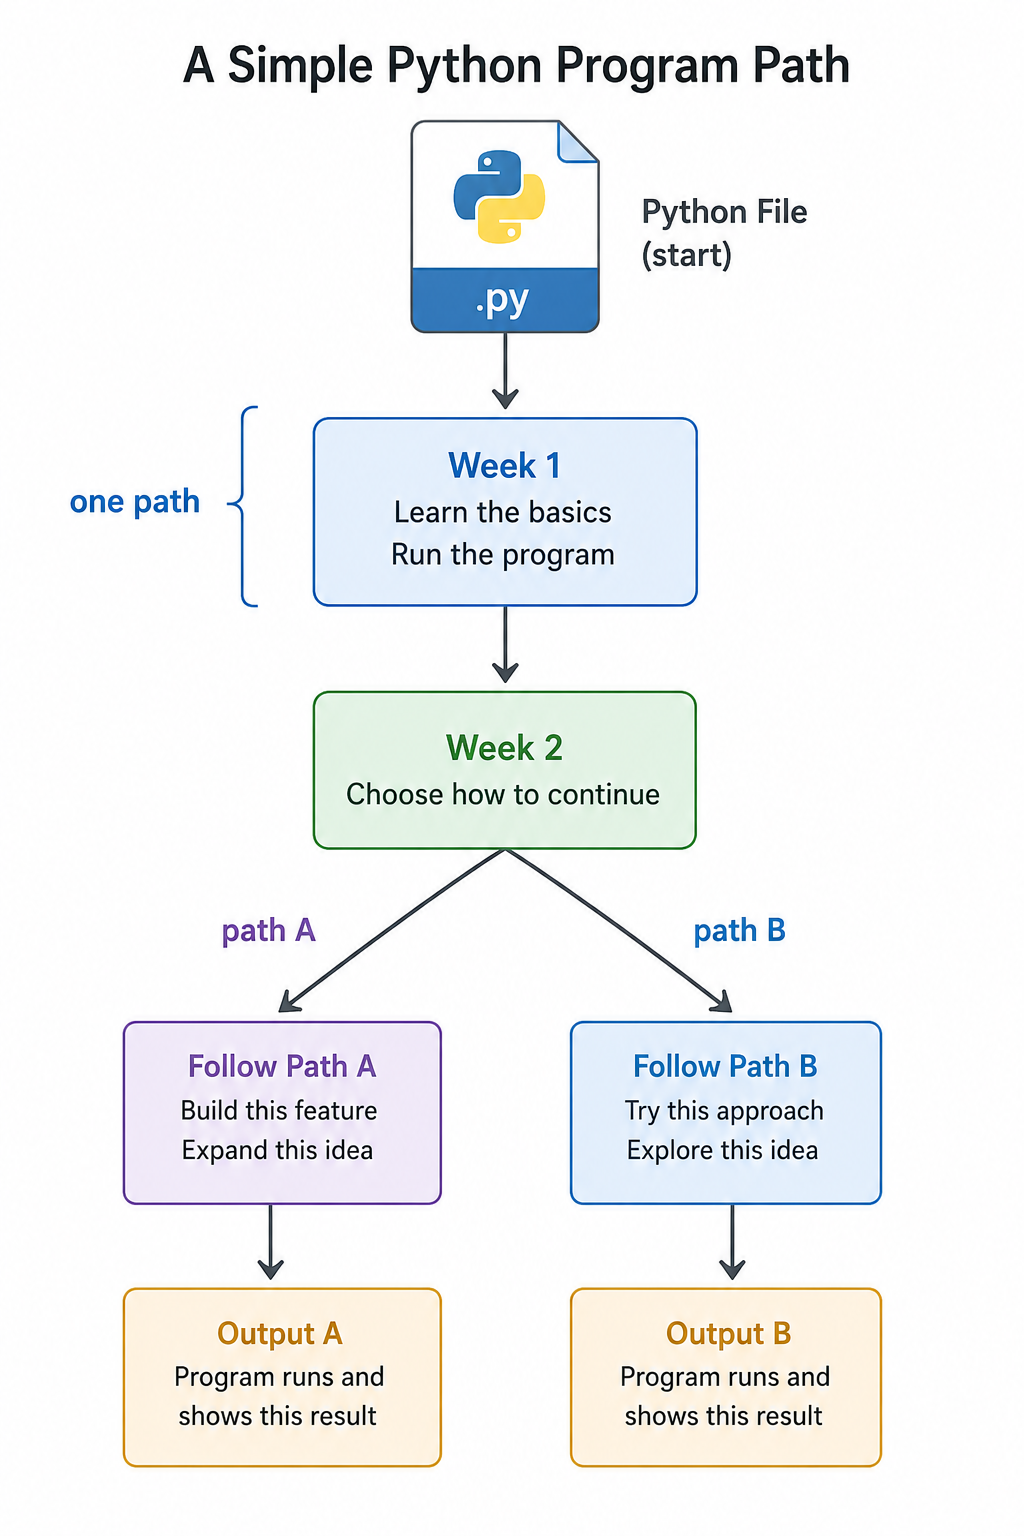 A Simple Python Program Path
Python File
(start)
.py
one path
Week 1
Learn the basics
Run the program
Week 2
Choose how to continue
path A
path B
Follow Path A
Build this feature
Expand this idea
Follow Path B
Try this approach
Explore this idea
Output A
Program runs and
shows this result
Output B
Program runs and
shows this result